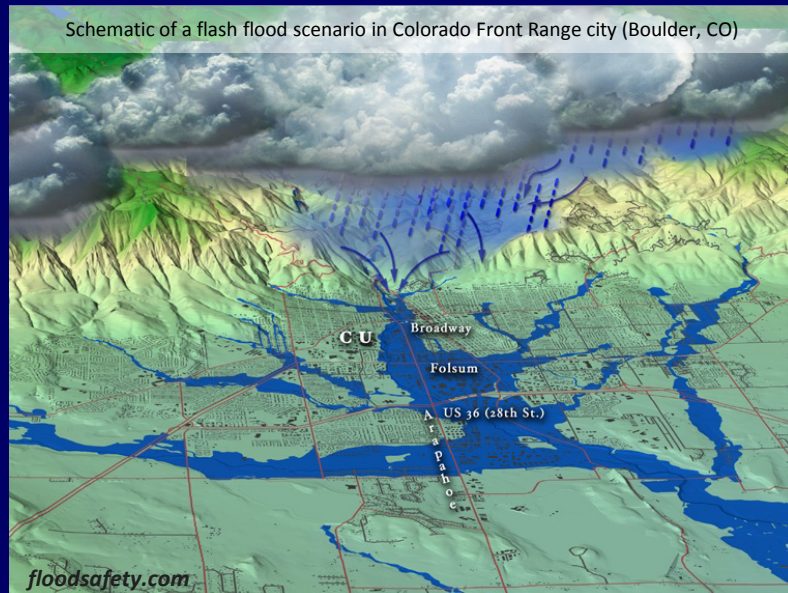 Schematic of a flash flood scenario in Colorado Front Range city (Boulder, CO)
Broadway
CU
Folsum
US 36 (28th St.)
Arapahoe
floodsafety.com